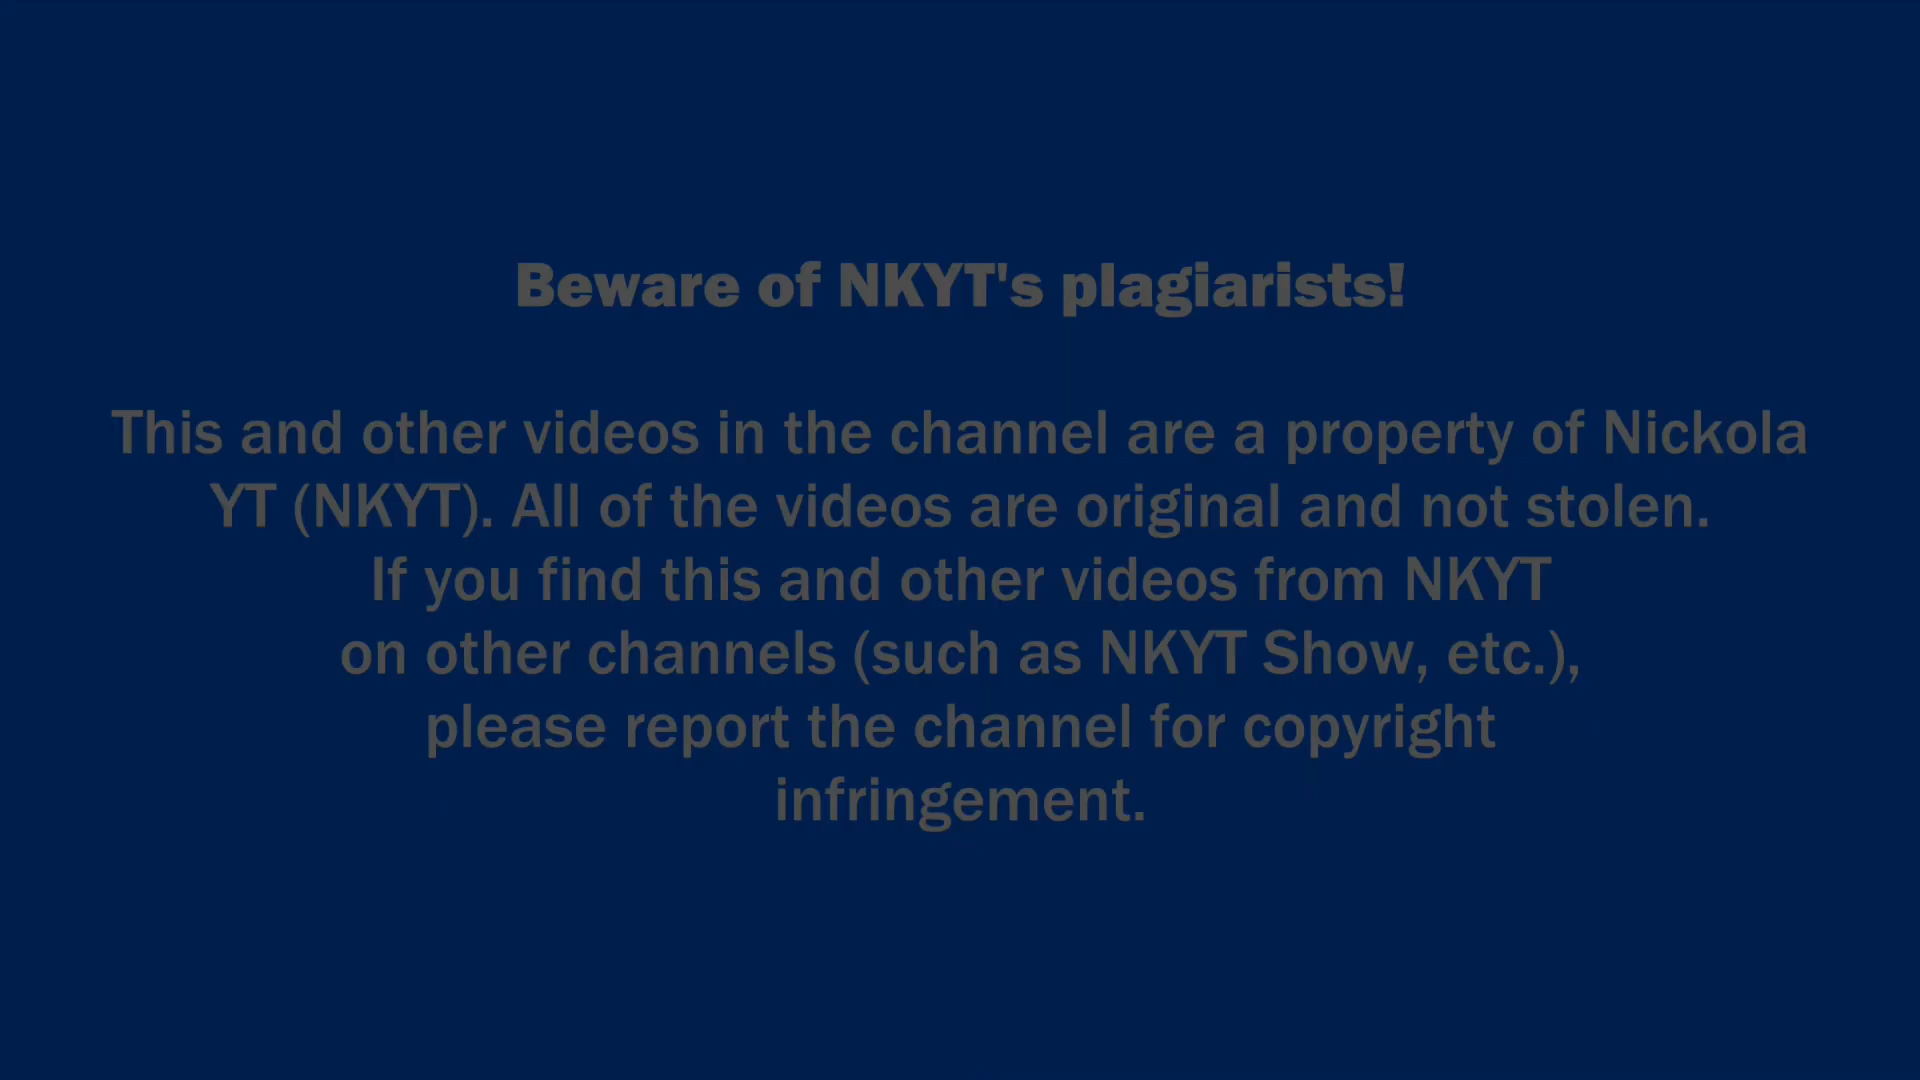 Beware of NKYT's plagiarists!
This and other videos in the channel are a property of Nickola
YT (NKYT). All of the videos are original and not stolen.
If you find this and other videos from NKYT
on other channels (such as NKYT Show, etc.),
please report the channel for copyright
infringement.